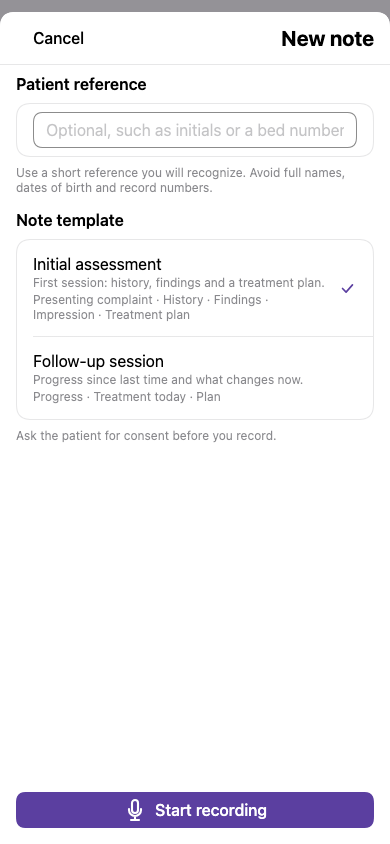 Cancel
New note
Patient reference
Optional, such as initials or a bed number
Use a short reference you will recognize. Avoid full names,
dates of birth and record numbers.
Note template
Initial assessment
First session: history, findings and a treatment plan.
Presenting complaint · History · Findings ·
Impression · Treatment plan
Follow-up session
Progress since last time and what changes now.
Progress · Treatment today · Plan
Ask the patient for consent before you record.
Start recording